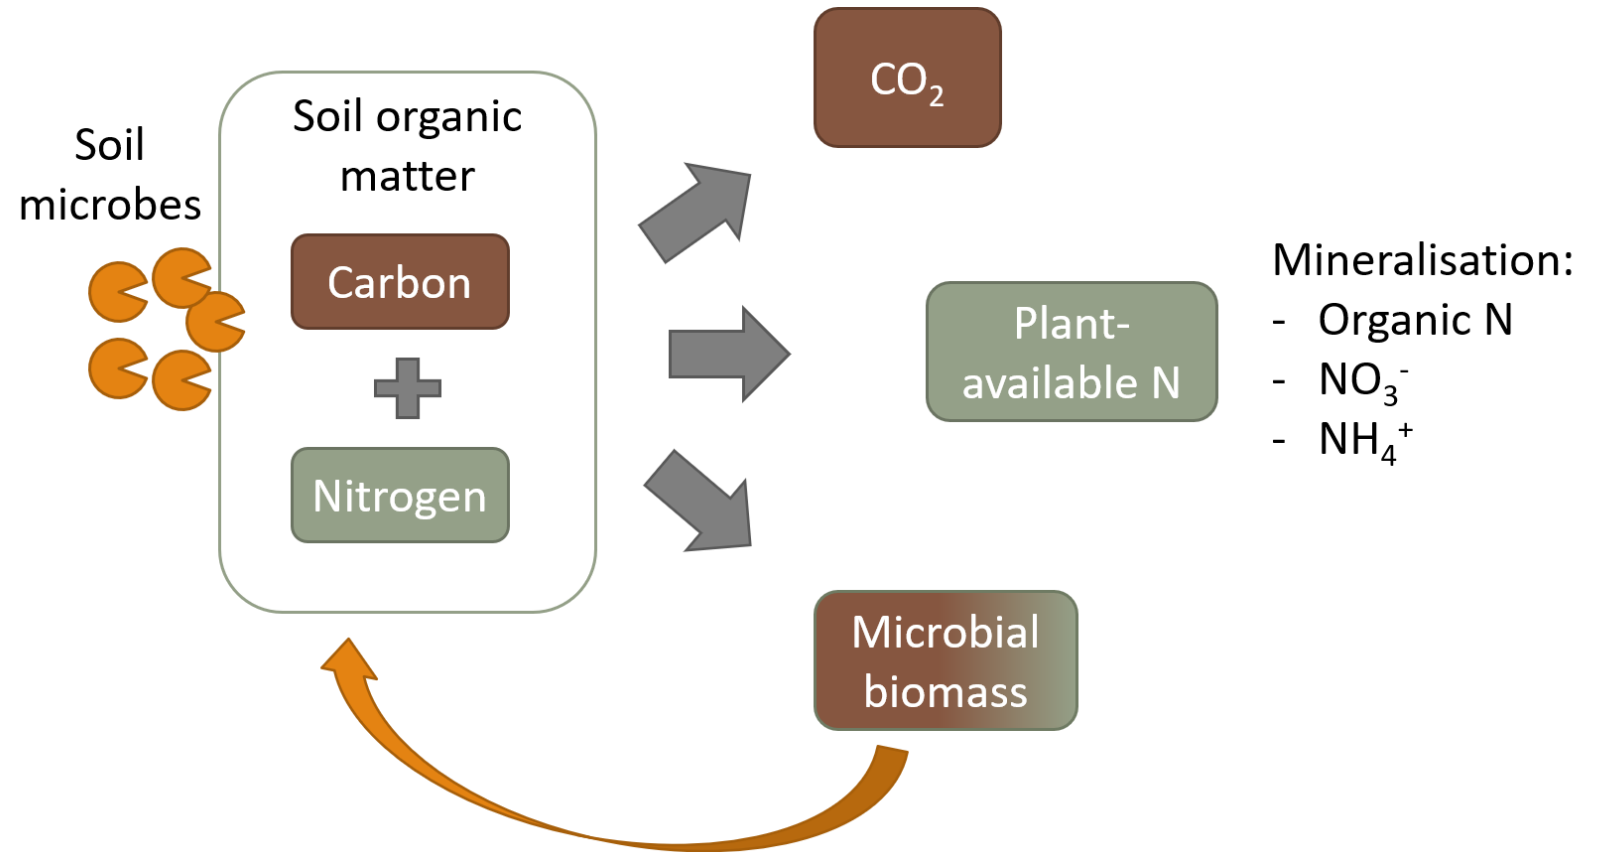 Soil
microbes
Soil organic
matter
Carbon
Nitrogen
CO₂
Plant-
available N
Mineralisation:
- Organic N
- NO₃⁻
- NH₄⁺
Microbial
biomass